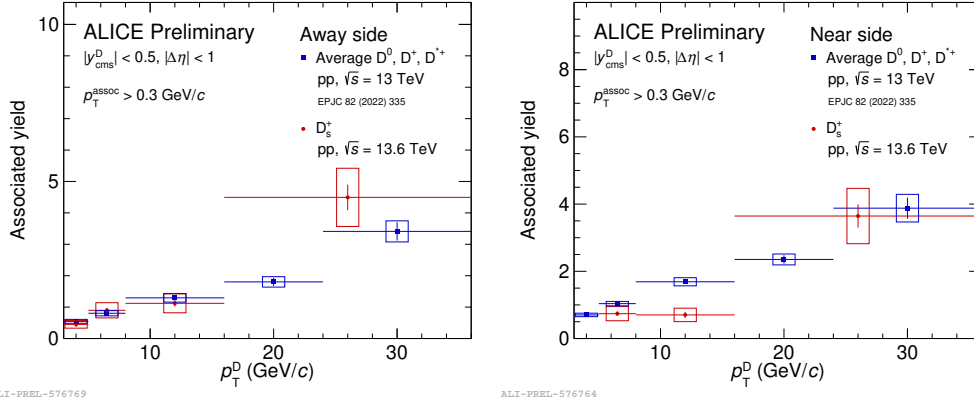 ALICE Preliminary
|y^D_cms| < 0.5, |Δη| < 1
p_T^assoc > 0.3 GeV/c
Away side
Average D⁰, D⁺, D*⁺
pp, √s = 13 TeV
EPJC 82 (2022) 335
D_s⁺
pp, √s = 13.6 TeV
Associated yield
10
5
0
10
20
30
p_T^D (GeV/c)
LI-PREL-576769
ALICE Preliminary
|y^D_cms| < 0.5, |Δη| < 1
p_T^assoc > 0.3 GeV/c
Near side
Average D⁰, D⁺, D*⁺
pp, √s = 13 TeV
EPJC 82 (2022) 335
D_s⁺
pp, √s = 13.6 TeV
Associated yield
8
6
4
2
0
10
20
30
p_T^D (GeV/c)
ALI-PREL-576764